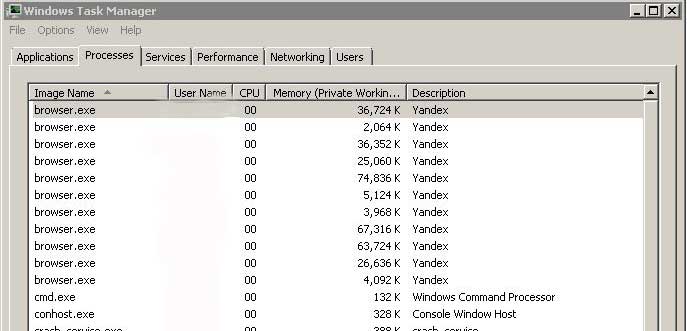 Windows Task Manager
File Options View Help
Applications Processes Services Performance Networking Users
Image Name User Name CPU Memory (Private Workin... Description
browser.exe 00 36,724 K Yandex
browser.exe 00 2,064 K Yandex
browser.exe 00 36,352 K Yandex
browser.exe 00 25,060 K Yandex
browser.exe 00 74,836 K Yandex
browser.exe 00 5,124 K Yandex
browser.exe 00 3,968 K Yandex
browser.exe 00 67,316 K Yandex
browser.exe 00 63,724 K Yandex
browser.exe 00 26,636 K Yandex
browser.exe 00 4,092 K Yandex
cmd.exe 00 132 K Windows Command Processor
conhost.exe 00 328 K Console Window Host
crash_service.exe 00 388 K crash_service